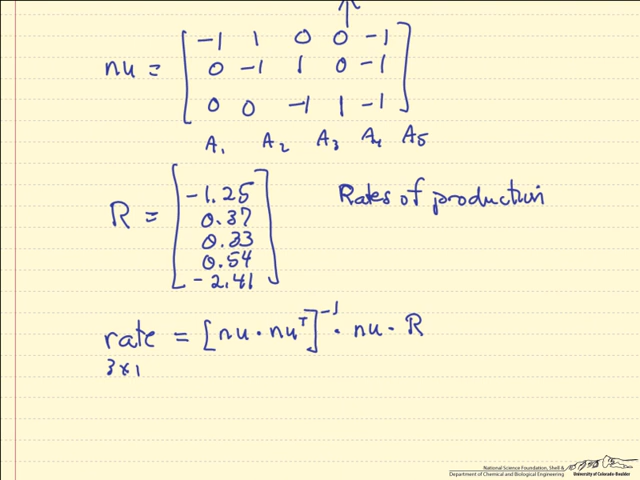 nu = [ -1 1 0 0 -1
0 -1 1 0 -1
0 0 -1 1 -1 ]
A1 A2 A3 A4 A5
R = [ -1.25
0.37
0.33
0.54
-2.41 ]
Rates of production
rate = [nu · nu^T]^-1 · nu · R
3x1
National Science Foundation, Shell &
Department of Chemical and Biological Engineering
University of Colorado Boulder